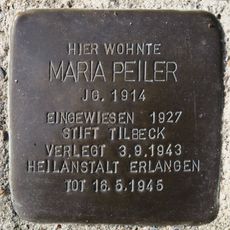 HIER WOHNTE
MARIA PEILER
JG. 1914
EINGEWIESEN 1927
STIFT TILBECK
VERLEGT 3.9.1943
HEILANSTALT ERLANGEN
TOT 16.5.1945